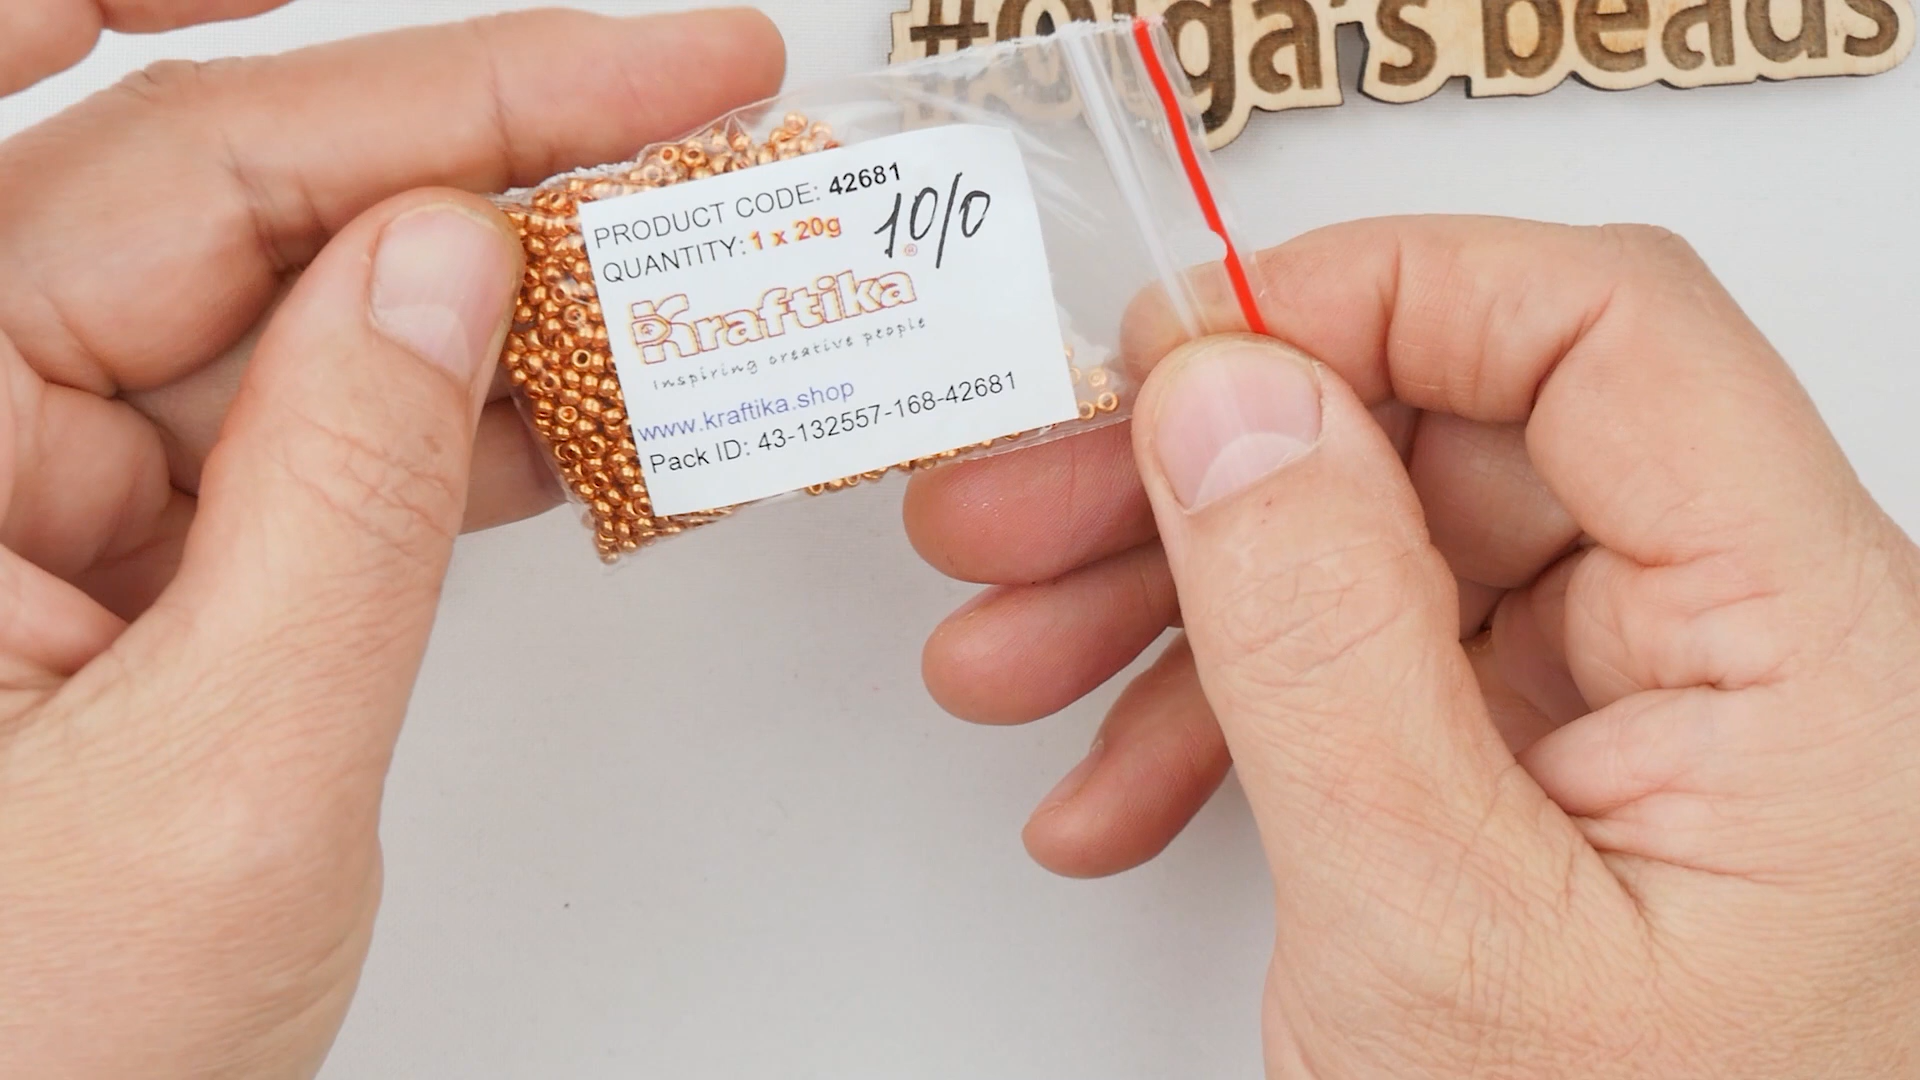 #Olga's beads
PRODUCT CODE: 42681
QUANTITY: 1 x 20g
10/0
Kraftika®
Inspiring creative people
www.kraftika.shop
Pack ID: 43-132557-168-42681